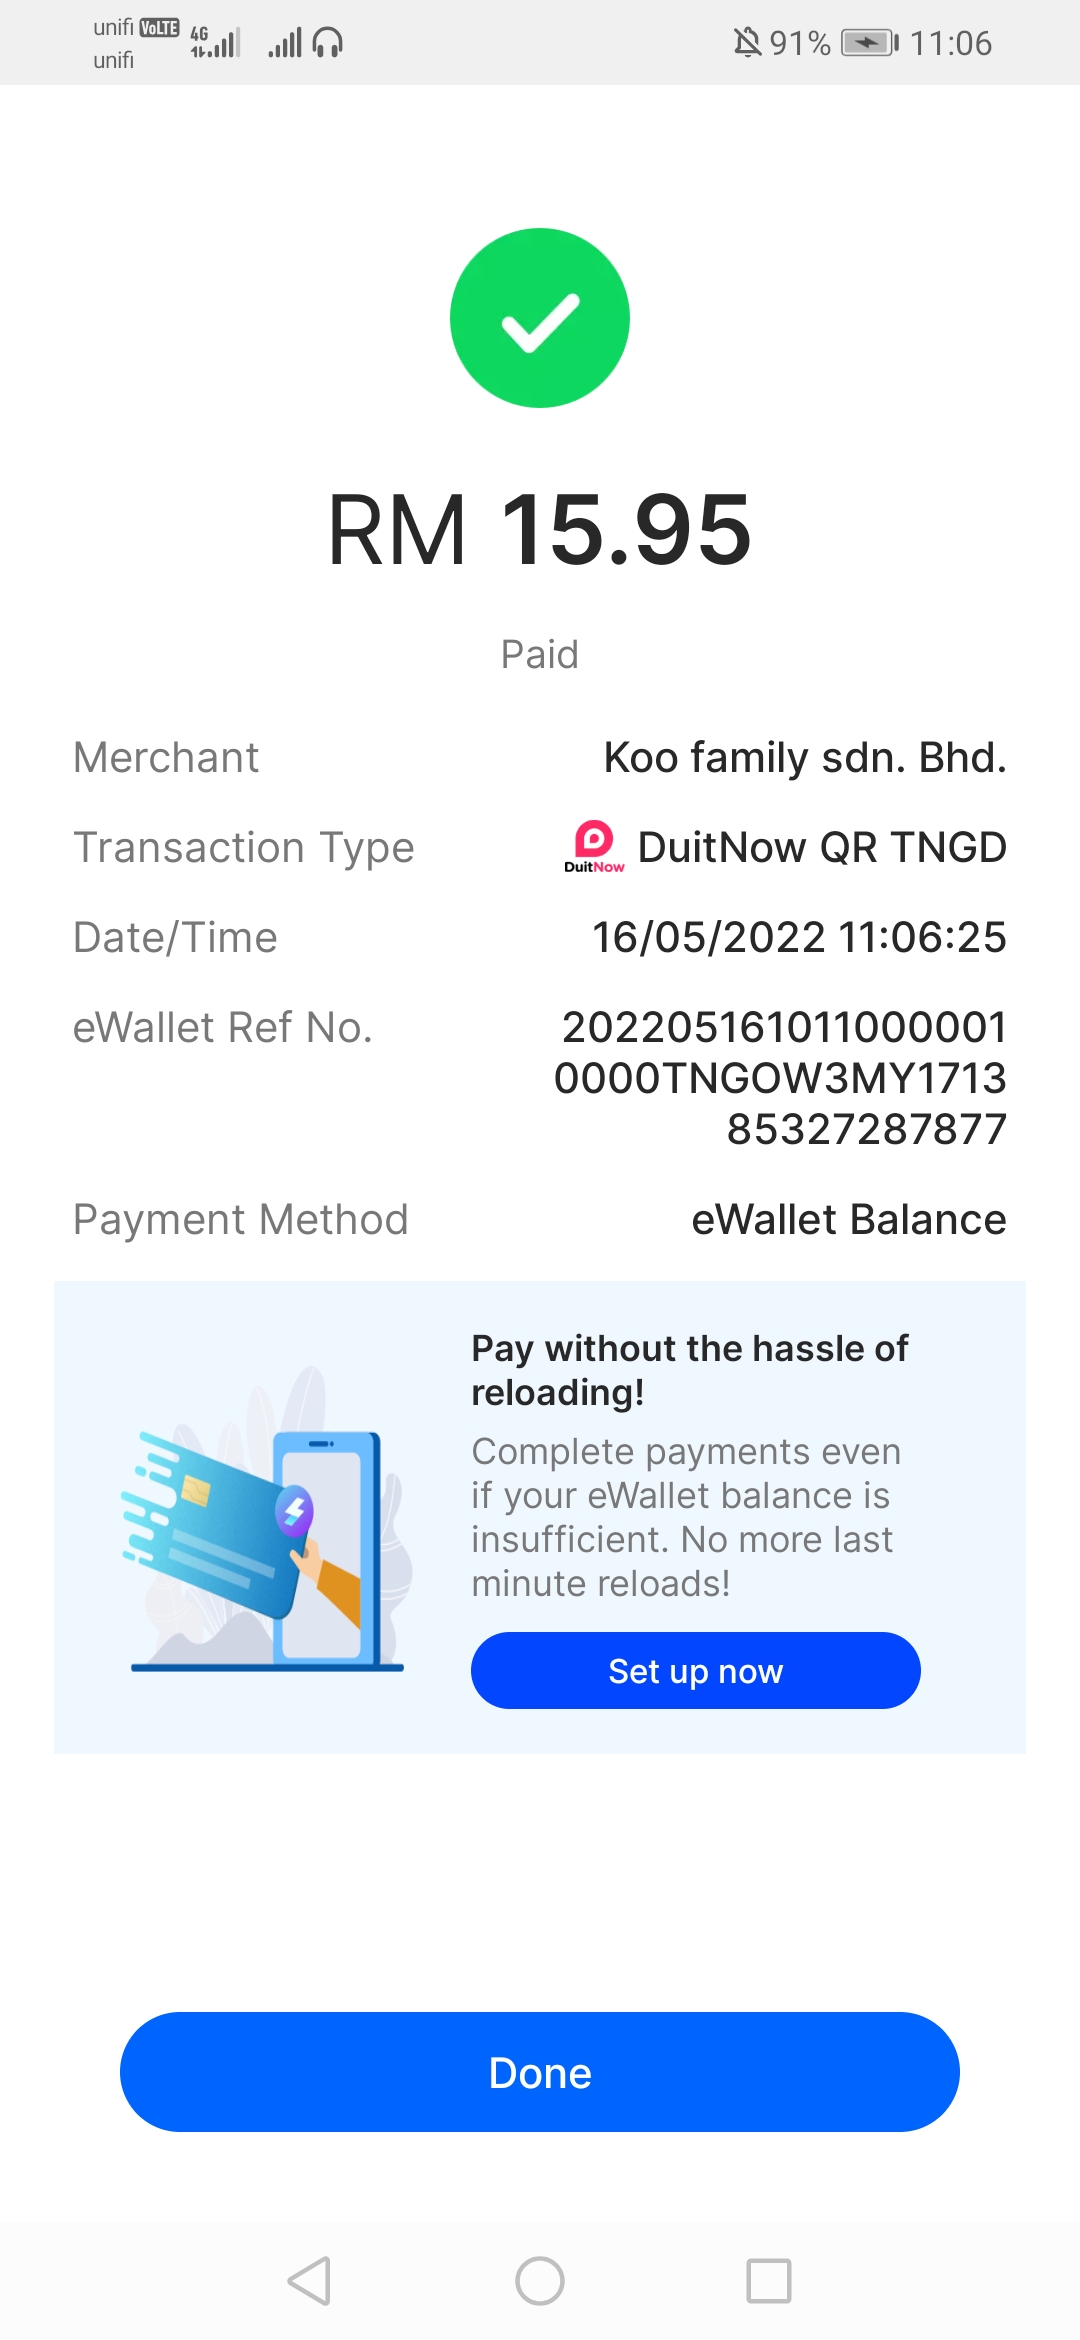 unifi VoLTE 4G 91% 11:06
unifi
RM 15.95
Paid
Merchant Koo family sdn. Bhd.
Transaction Type DuitNow DuitNow QR TNGD
Date/Time 16/05/2022 11:06:25
eWallet Ref No. 202205161011000001
0000TNGOW3MY1713
85327287877
Payment Method eWallet Balance
Pay without the hassle of
reloading!
Complete payments even
if your eWallet balance is
insufficient. No more last
minute reloads!
Set up now
Done